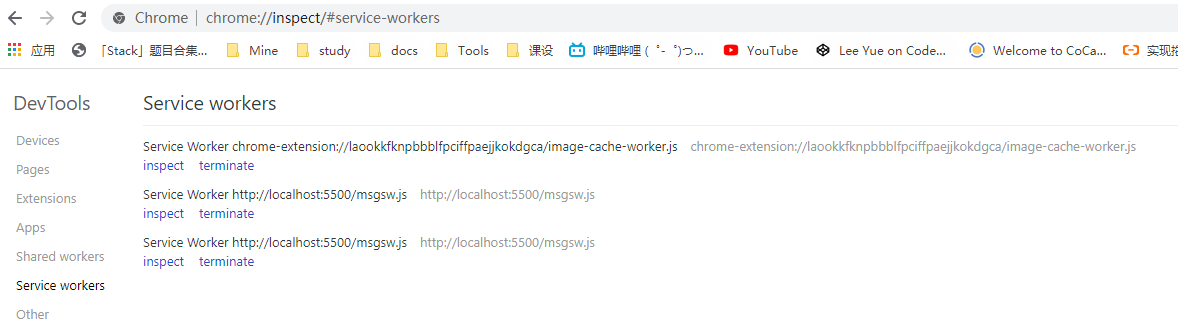 Chrome | chrome://inspect/#service-workers
应用 「Stack」题目合集... Mine study docs Tools 课设 哔哩哔哩 ( ゜- ゜)つ... YouTube Lee Yue on Code... Welcome to CoCa...
DevTools
Service workers
Devices
Service Worker chrome-extension://laookkfknpbbblfpciffpaejjkokdgca/image-cache-worker.js chrome-extension://laookkfknpbbblfpciffpaejjkokdgca/image-cache-worker.js
Pages
inspect terminate
Extensions
Service Worker http://localhost:5500/msgsw.js http://localhost:5500/msgsw.js
inspect terminate
Apps
Service Worker http://localhost:5500/msgsw.js http://localhost:5500/msgsw.js
Shared workers
inspect terminate
Service workers
Other